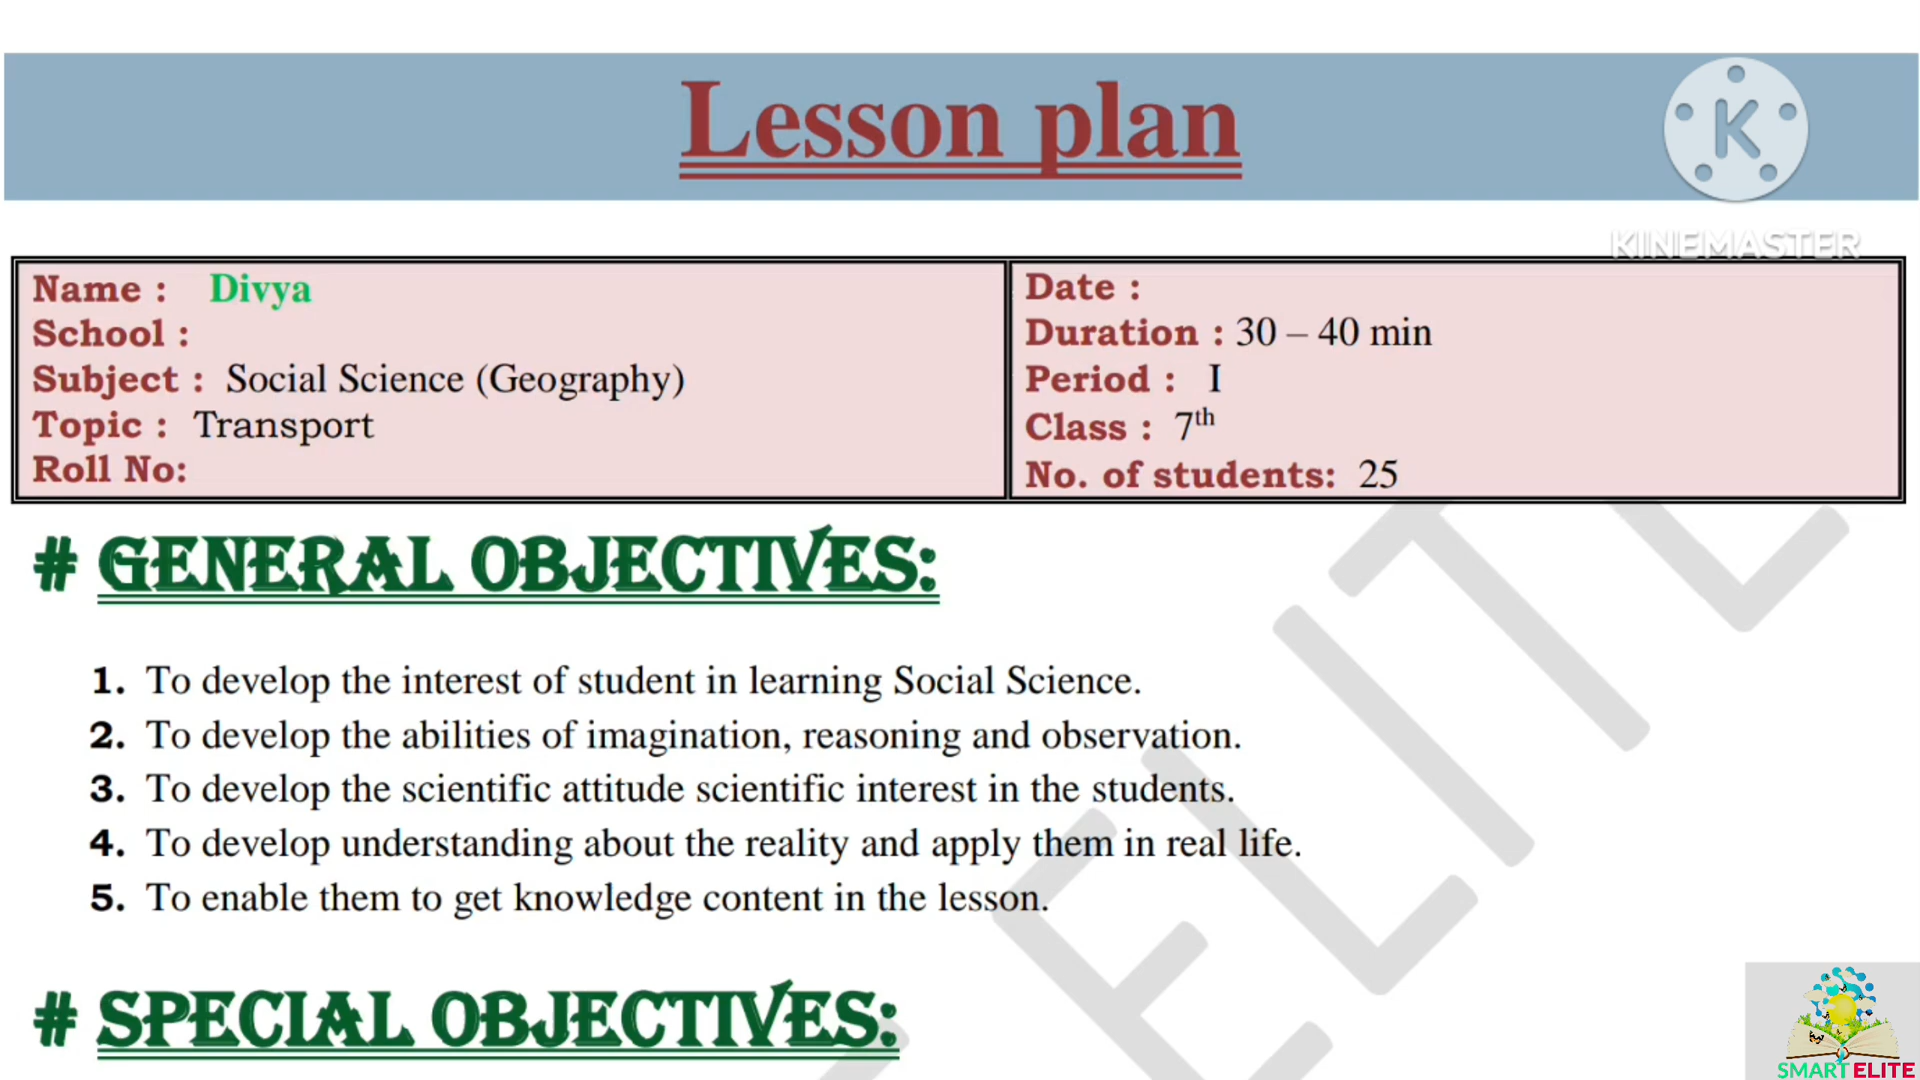 Lesson plan
K
KINEMASTER
Name : Divya
School :
Subject : Social Science (Geography)
Topic : Transport
Roll No:
Date :
Duration : 30 – 40 min
Period : I
Class : 7th
No. of students: 25
# GENERAL OBJECTIVES:
1. To develop the interest of student in learning Social Science.
2. To develop the abilities of imagination, reasoning and observation.
3. To develop the scientific attitude scientific interest in the students.
4. To develop understanding about the reality and apply them in real life.
5. To enable them to get knowledge content in the lesson.
# SPECIAL OBJECTIVES:
ELITE
SMART ELITE